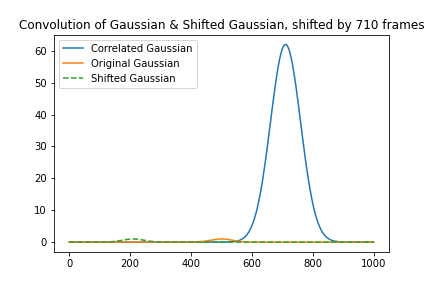 Convolution of Gaussian & Shifted Gaussian, shifted by 710 frames
Correlated Gaussian
Original Gaussian
Shifted Gaussian
60
50
40
30
20
10
0
0 200 400 600 800 1000